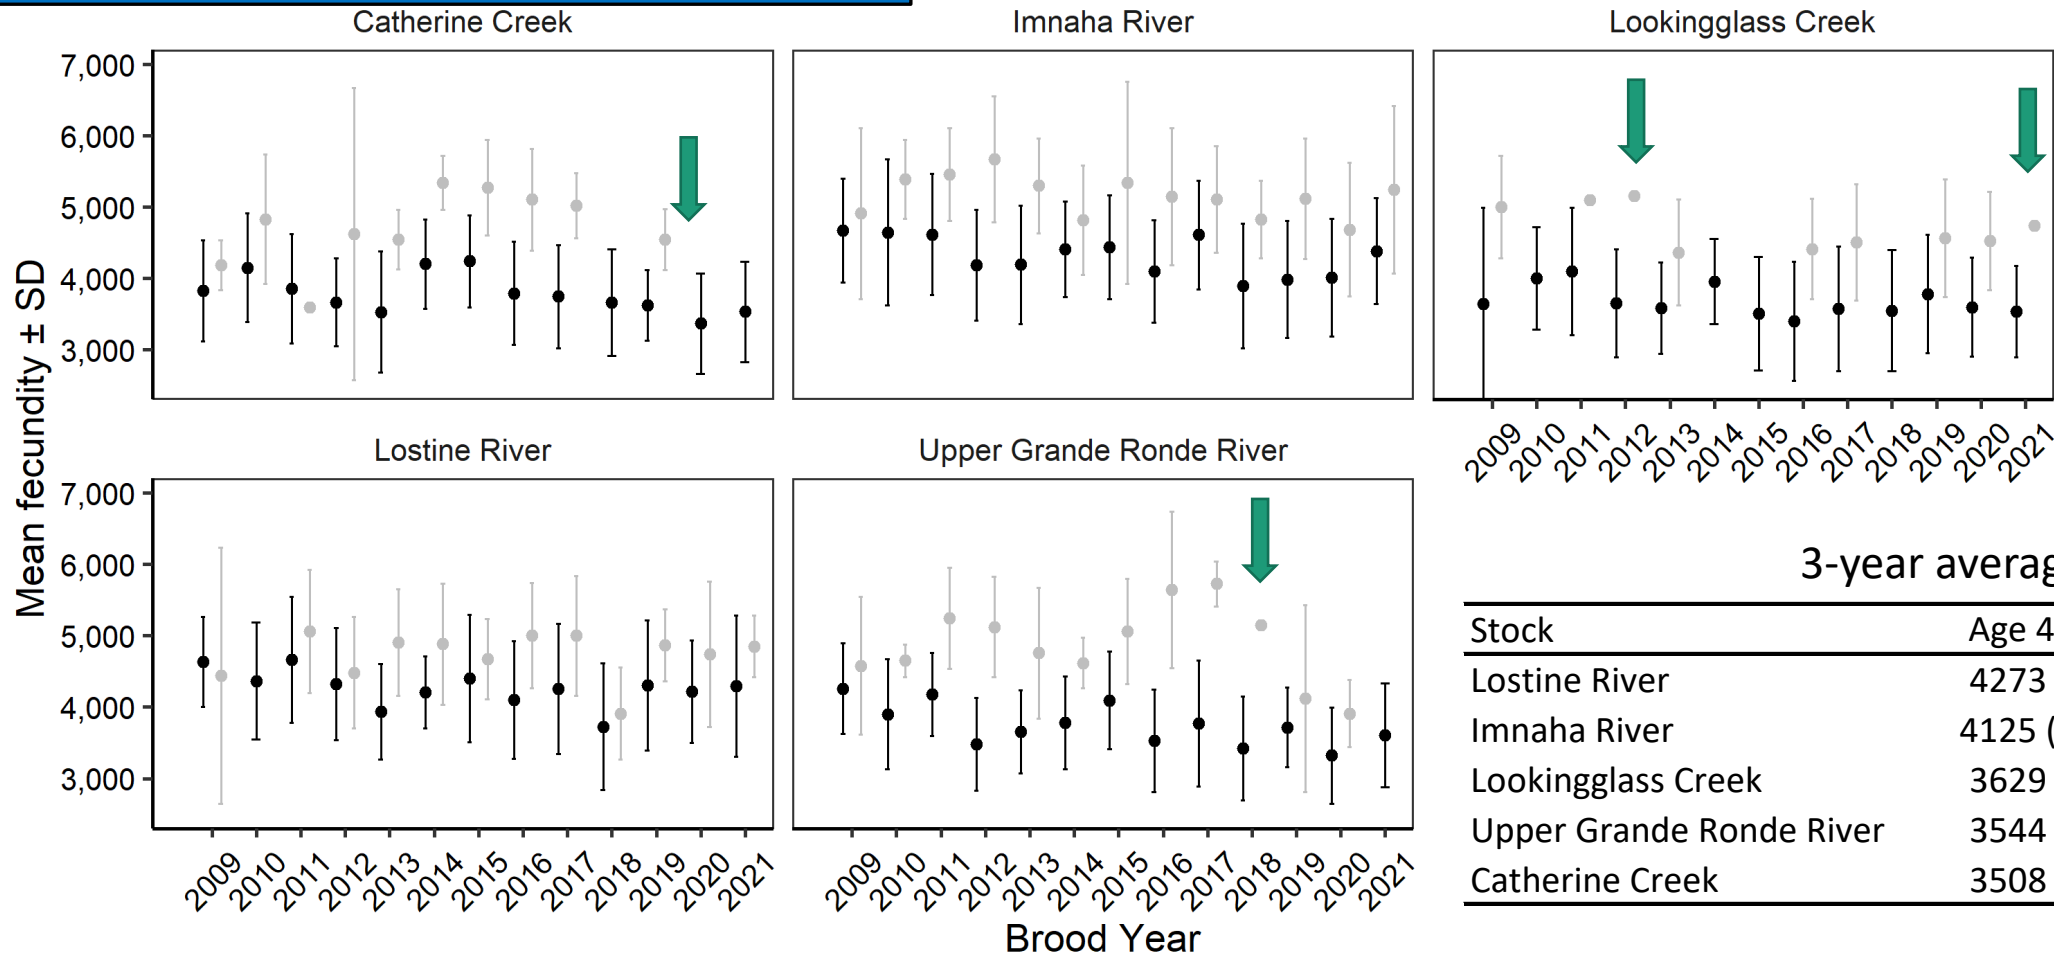 Catherine Creek
Imnaha River
Lookingglass Creek
7,000
6,000
5,000
4,000
3,000
Mean fecundity ± SD
2009 2010 2011 2012 2013 2014 2015 2016 2017 2018 2019 2020 2021
Lostine River
Upper Grande Ronde River
7,000
6,000
5,000
4,000
3,000
2009 2010 2011 2012 2013 2014 2015 2016 2017 2018 2019 2020 2021
2009 2010 2011 2012 2013 2014 2015 2016 2017 2018 2019 2020 2021
Brood Year
3-year averag
Stock Age 4
Lostine River 4273
Imnaha River 4125 (
Lookingglass Creek 3629
Upper Grande Ronde River 3544
Catherine Creek 3508